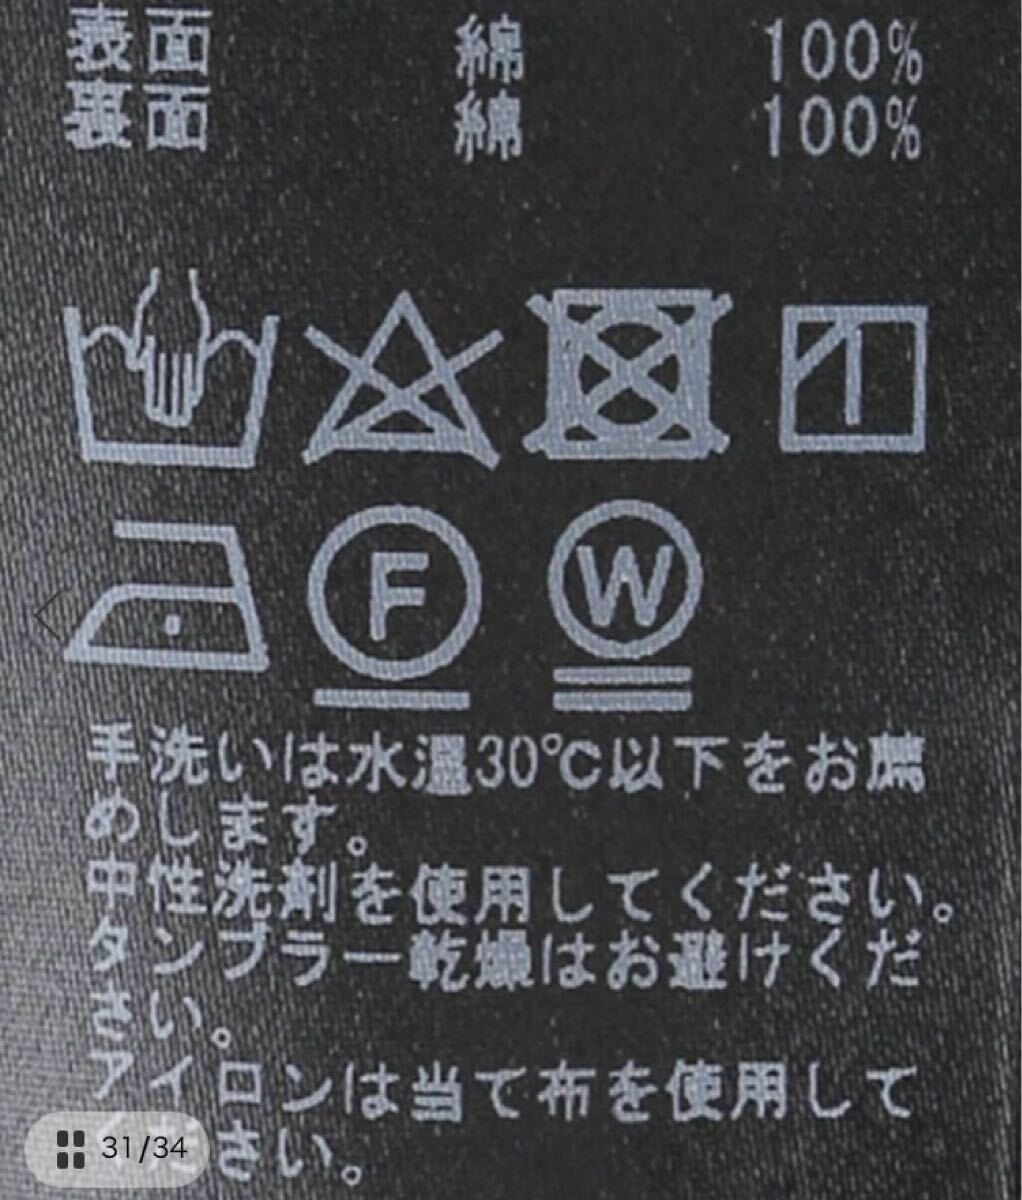 表面 綿 100%
裏面 綿 100%
F W
手洗いは水温30℃以下をお薦
めします。
中性洗剤を使用してください。
タンブラー乾燥はお避けくだ
さい。
アイロンは当て布を使用して
ください。
31/34